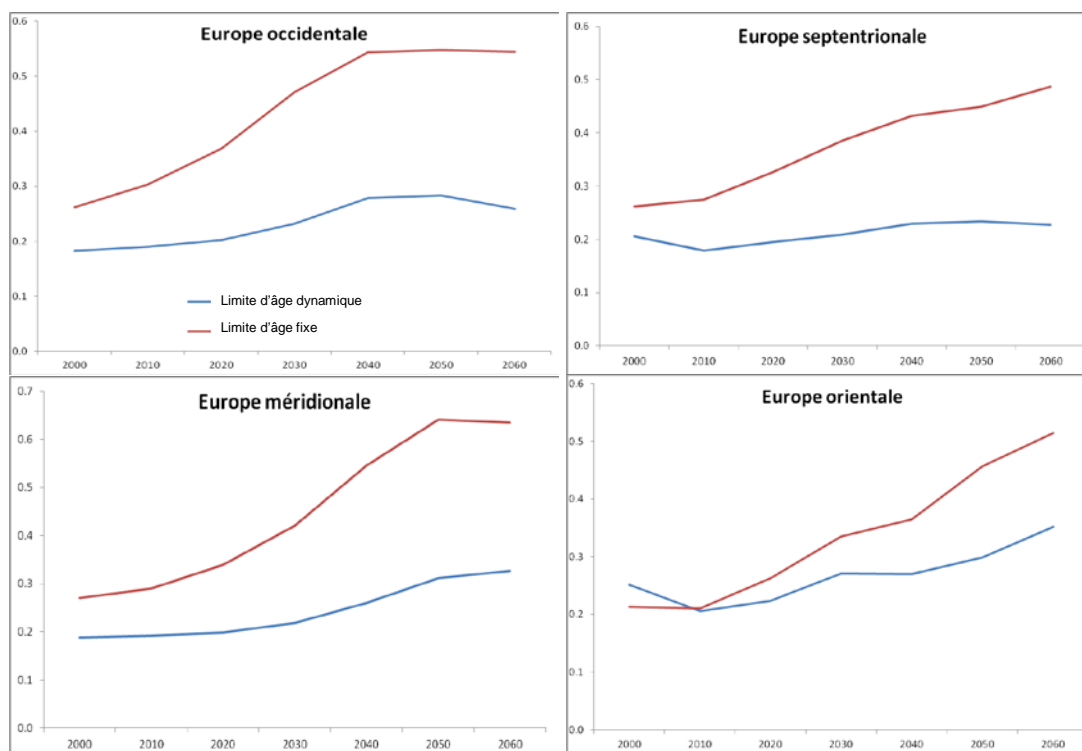 Europe occidentale
0.6
0.5
0.4
0.3
0.2
0.1
0.0
Limite d'âge dynamique
Limite d'âge fixe
2000 2010 2020 2030 2040 2050 2060
Europe septentrionale
0.6
0.5
0.4
0.3
0.2
0.1
0.0
2000 2010 2020 2030 2040 2050 2060
Europe méridionale
0.7
0.6
0.5
0.4
0.3
0.2
0.1
0.0
2000 2010 2020 2030 2040 2050 2060
Europe orientale
0.6
0.5
0.4
0.3
0.2
0.1
0.0
2000 2010 2020 2030 2040 2050 2060